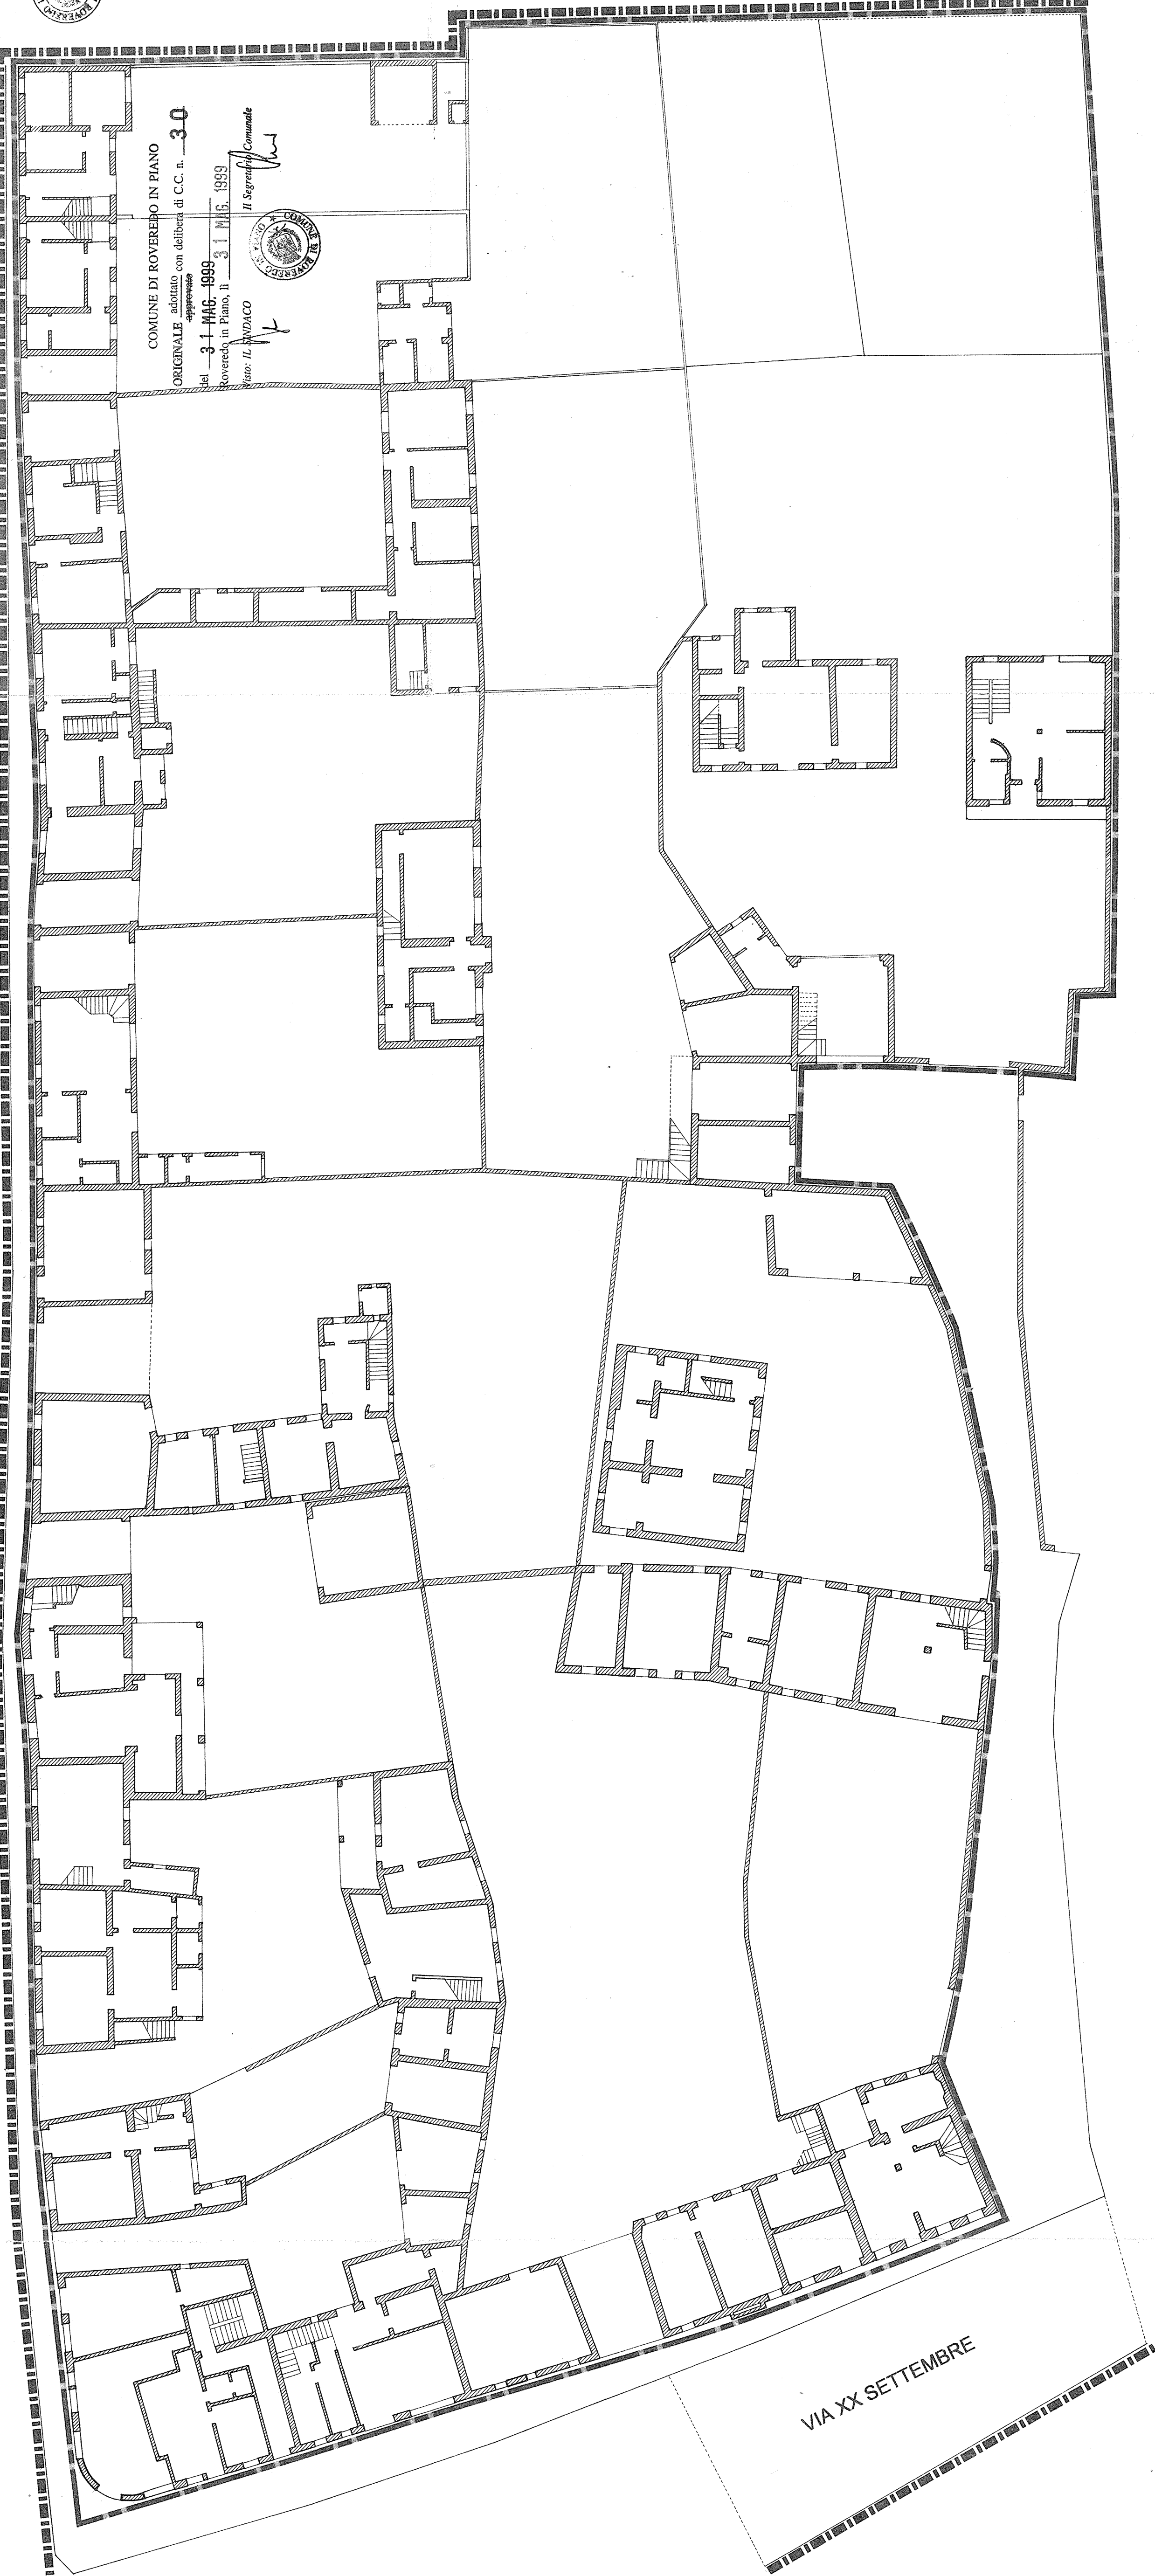 COMUNE DI ROVEREDO IN PIANO
ORIGINALE adottato con delibera di C.C. n. 30
approvato
del 31 MAG. 1999
Roveredo in Piano, lì 31 MAG. 1999
Visto: IL SINDACO Il Segretario Comunale
COMUNE DI ROVEREDO IN PIANO
VIA XX SETTEMBRE